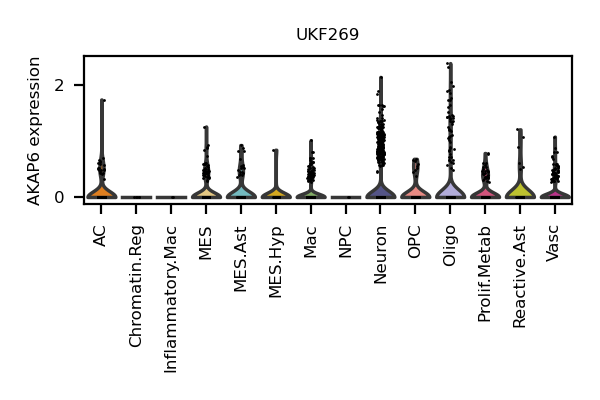 UKF269
AKAP6 expression
2
0
AC
Chromatin.Reg
Inflammatory.Mac
MES
MES.Ast
MES.Hyp
Mac
NPC
Neuron
OPC
Oligo
Prolif.Metab
Reactive.Ast
Vasc